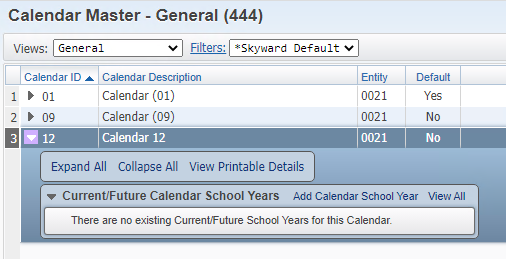 Calendar Master - General (444)
Views: General Filters: *Skyward Default
Calendar ID Calendar Description Entity Default
1 01 Calendar (01) 0021 Yes
2 09 Calendar (09) 0021 No
3 12 Calendar 12 0021 No
Expand All Collapse All View Printable Details
Current/Future Calendar School Years Add Calendar School Year View All
There are no existing Current/Future School Years for this Calendar.